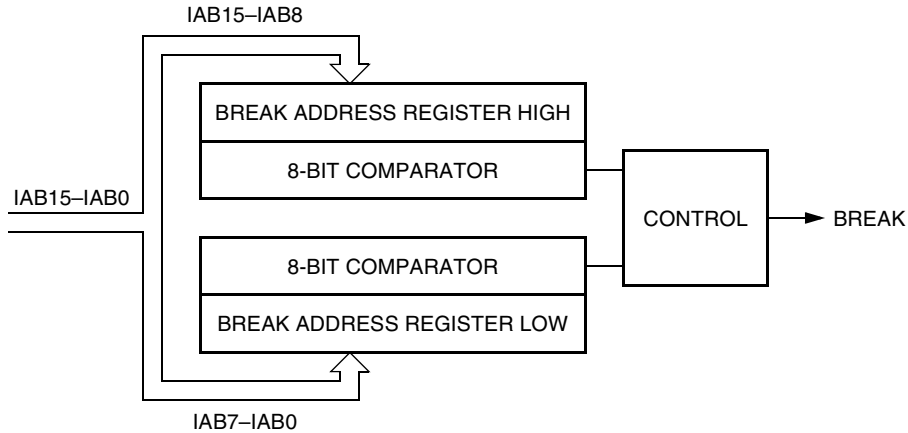 IAB15–IAB8
BREAK ADDRESS REGISTER HIGH
8-BIT COMPARATOR
IAB15–IAB0
CONTROL
BREAK
8-BIT COMPARATOR
BREAK ADDRESS REGISTER LOW
IAB7–IAB0